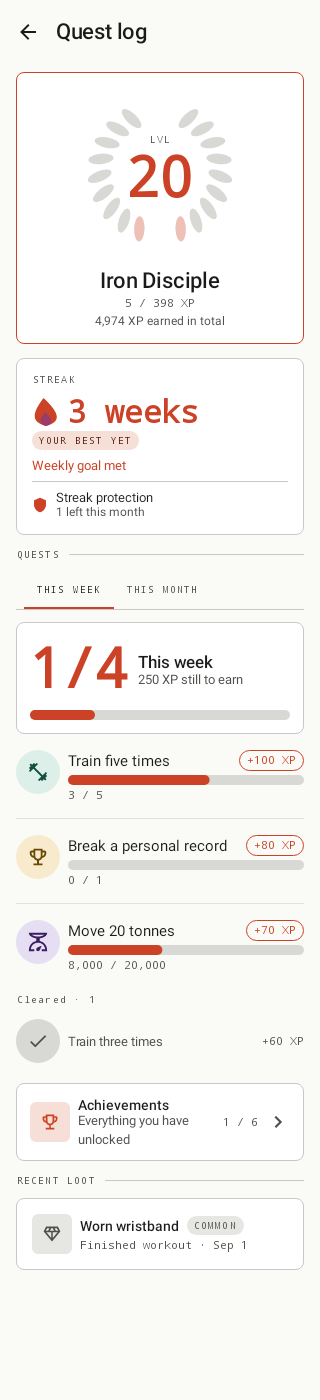 Quest log
LVL
20
Iron Disciple
5 / 398 XP
4,974 XP earned in total
STREAK
3 weeks
YOUR BEST YET
Weekly goal met
Streak protection
1 left this month
QUESTS
THIS WEEK THIS MONTH
1/4
This week
250 XP still to earn
Train five times +100 XP
3 / 5
Break a personal record +80 XP
0 / 1
Move 20 tonnes +70 XP
8,000 / 20,000
Cleared · 1
Train three times +60 XP
Achievements
Everything you have
unlocked
1 / 6
RECENT LOOT
Worn wristband COMMON
Finished workout · Sep 1